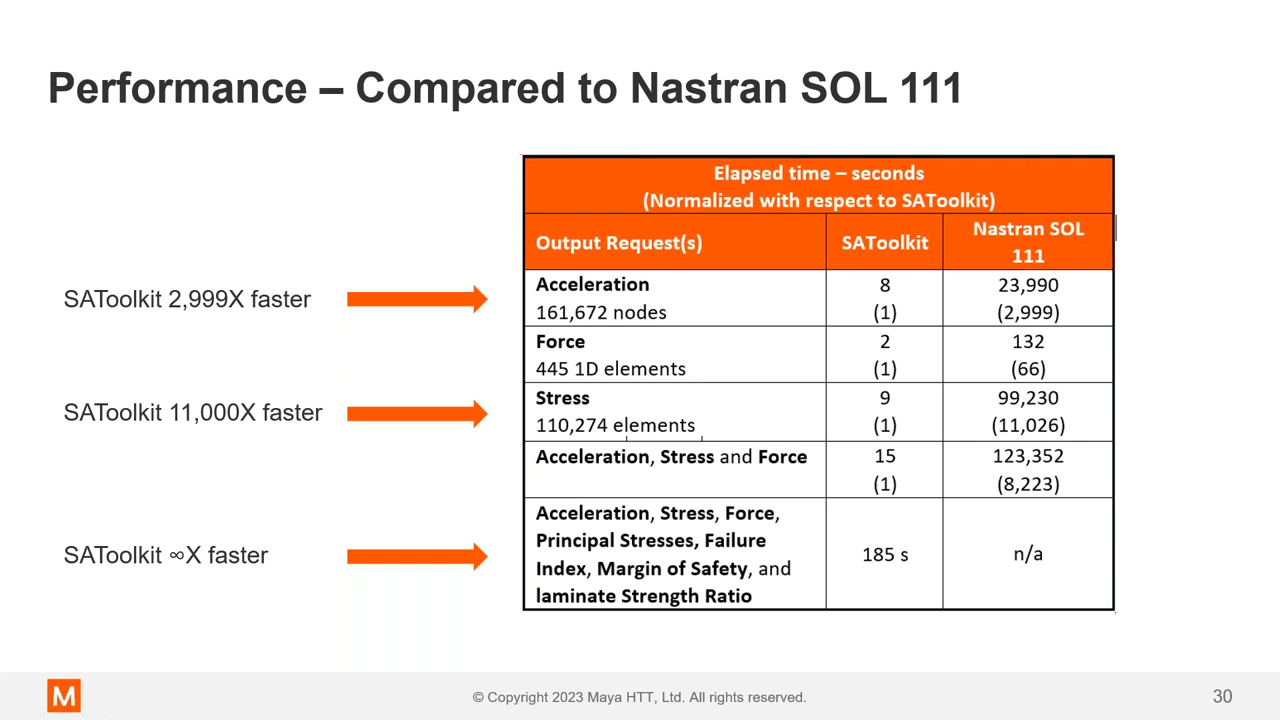 Performance – Compared to Nastran SOL 111
Elapsed time – seconds
(Normalized with respect to SAToolkit)
Output Request(s)
SAToolkit
Nastran SOL
111
SAToolkit 2,999X faster
Acceleration
161,672 nodes
8
(1)
23,990
(2,999)
Force
445 1D elements
2
(1)
132
(66)
SAToolkit 11,000X faster
Stress
110,274 elements
9
(1)
99,230
(11,026)
Acceleration, Stress and Force
15
(1)
123,352
(8,223)
SAToolkit ∞X faster
Acceleration, Stress, Force,
Principal Stresses, Failure
Index, Margin of Safety, and
laminate Strength Ratio
185 s
n/a
M
© Copyright 2023 Maya HTT, Ltd. All rights reserved.
30